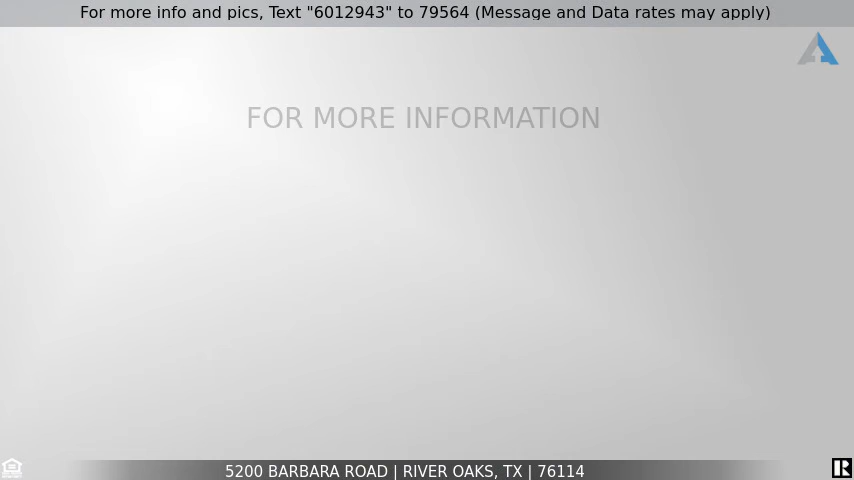 For more info and pics, Text "6012943" to 79564 (Message and Data rates may apply)
FOR MORE INFORMATION
5200 BARBARA ROAD | RIVER OAKS, TX | 76114